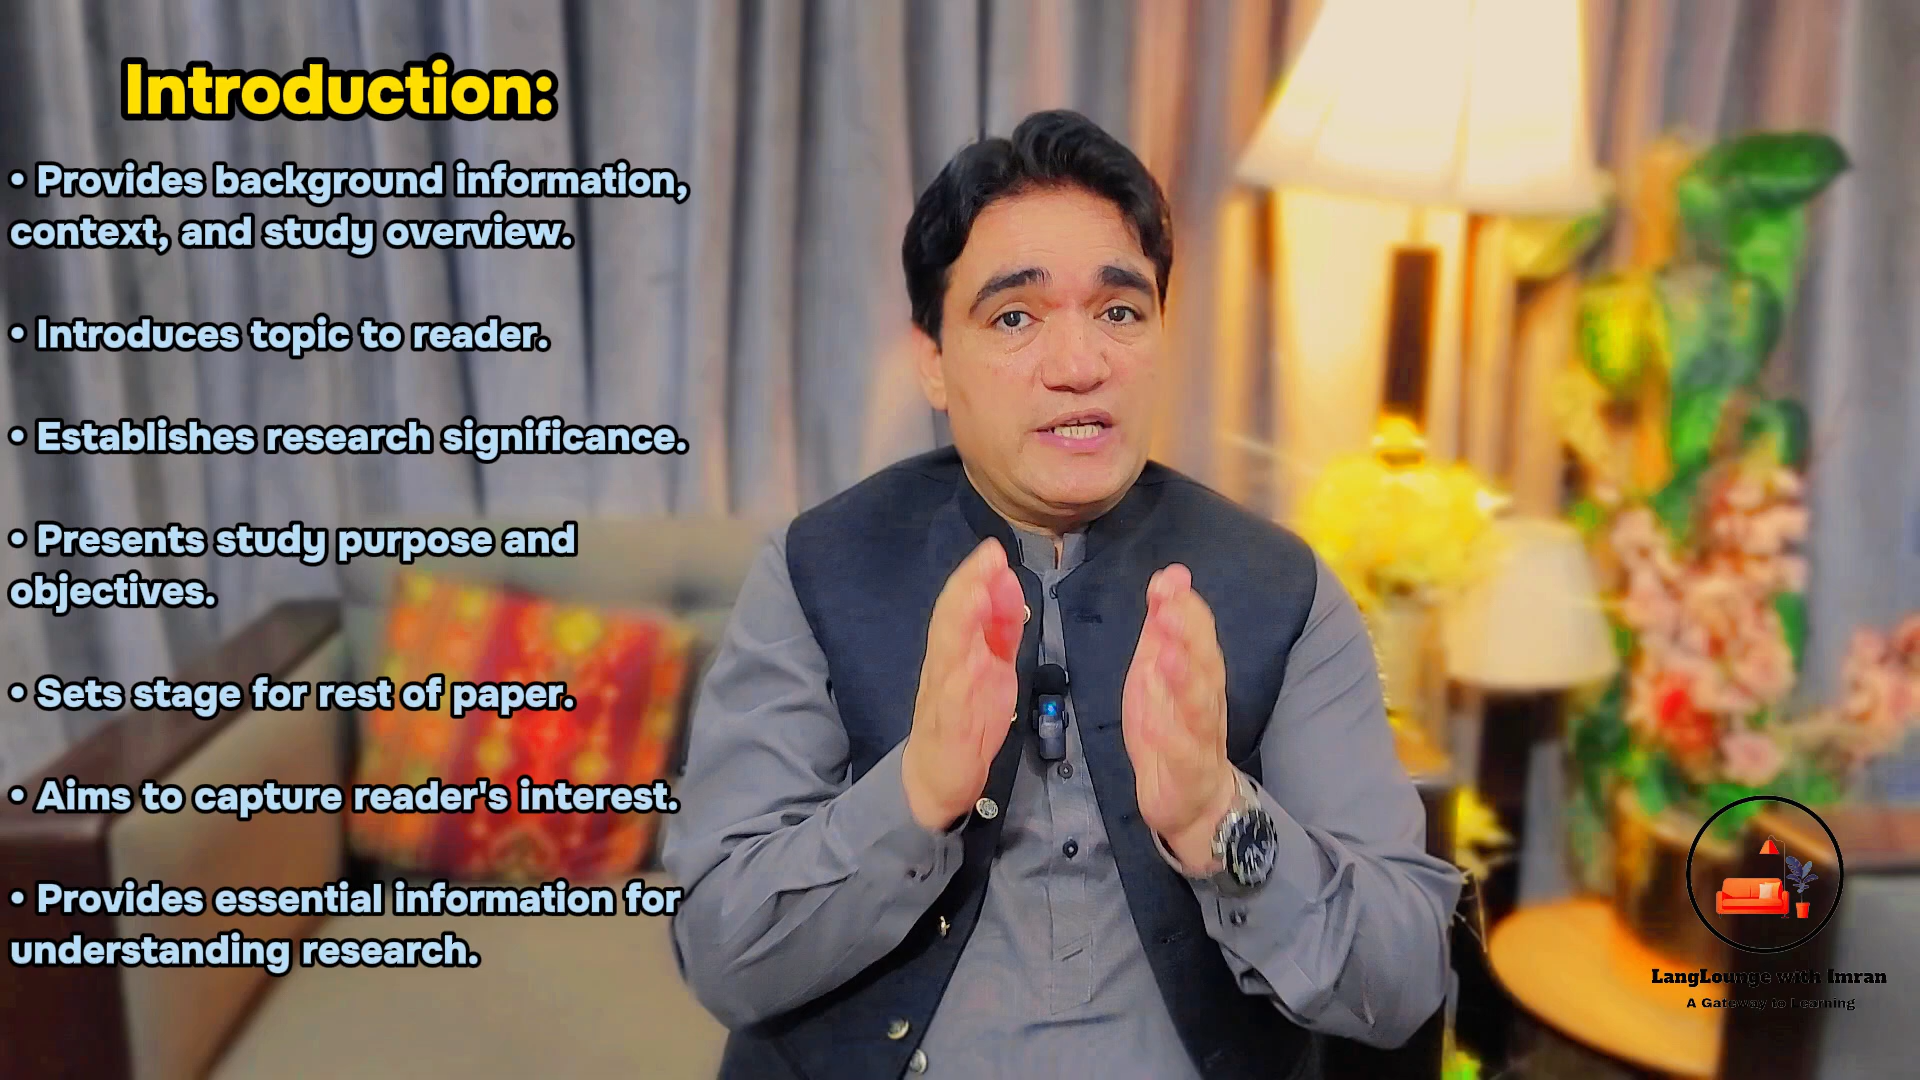 Introduction:
• Provides background information,
context, and study overview.
• Introduces topic to reader.
• Establishes research significance.
• Presents study purpose and
objectives.
• Sets stage for rest of paper.
• Aims to capture reader's interest.
• Provides essential information for
understanding research.
LangLounge with Imran
A Gateway to Learning